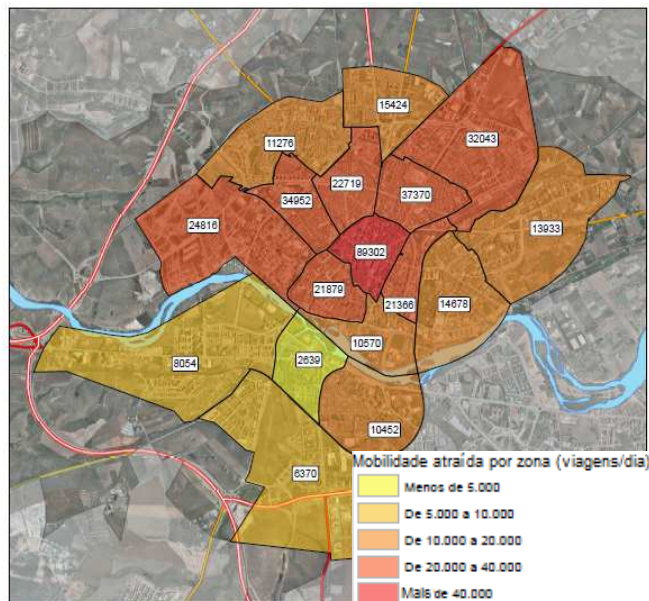 15424
32043
11276
22719
37370
34952
13933
24816
89302
21879
21366
14678
10570
8054
2639
10452
6370
Mobilidade atraída por zona (viagens/dia)
Menos de 5.000
De 5.000 a 10.000
De 10.000 a 20.000
De 20.000 a 40.000
Mais de 40.000